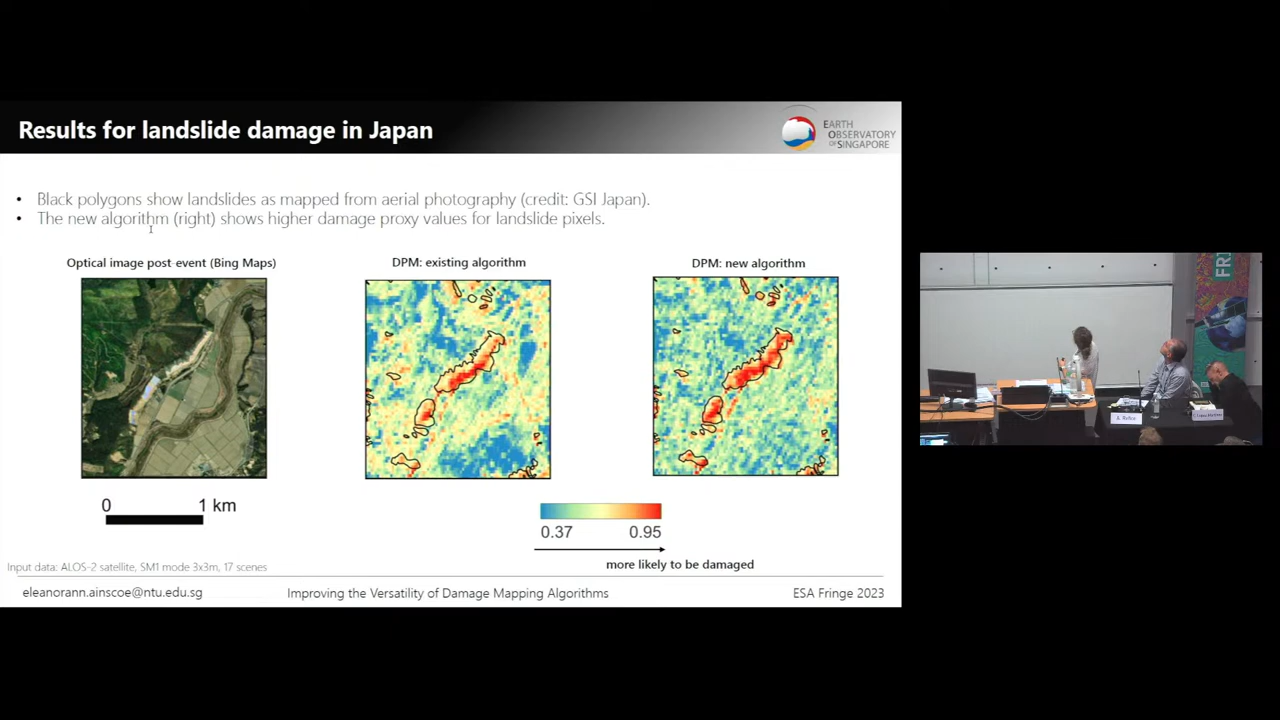 Results for landslide damage in Japan
EARTH
OBSERVATORY
OF SINGAPORE
• Black polygons show landslides as mapped from aerial photography (credit: GSI Japan).
• The new algorithm (right) shows higher damage proxy values for landslide pixels.
Optical image post-event (Bing Maps)
DPM: existing algorithm
DPM: new algorithm
0 1 km
0.37 0.95
more likely to be damaged
Input data: ALOS-2 satellite, SM1 mode 3x3m, 17 scenes
eleanorann.ainscoe@ntu.edu.sg
Improving the Versatility of Damage Mapping Algorithms
ESA Fringe 2023
FRI